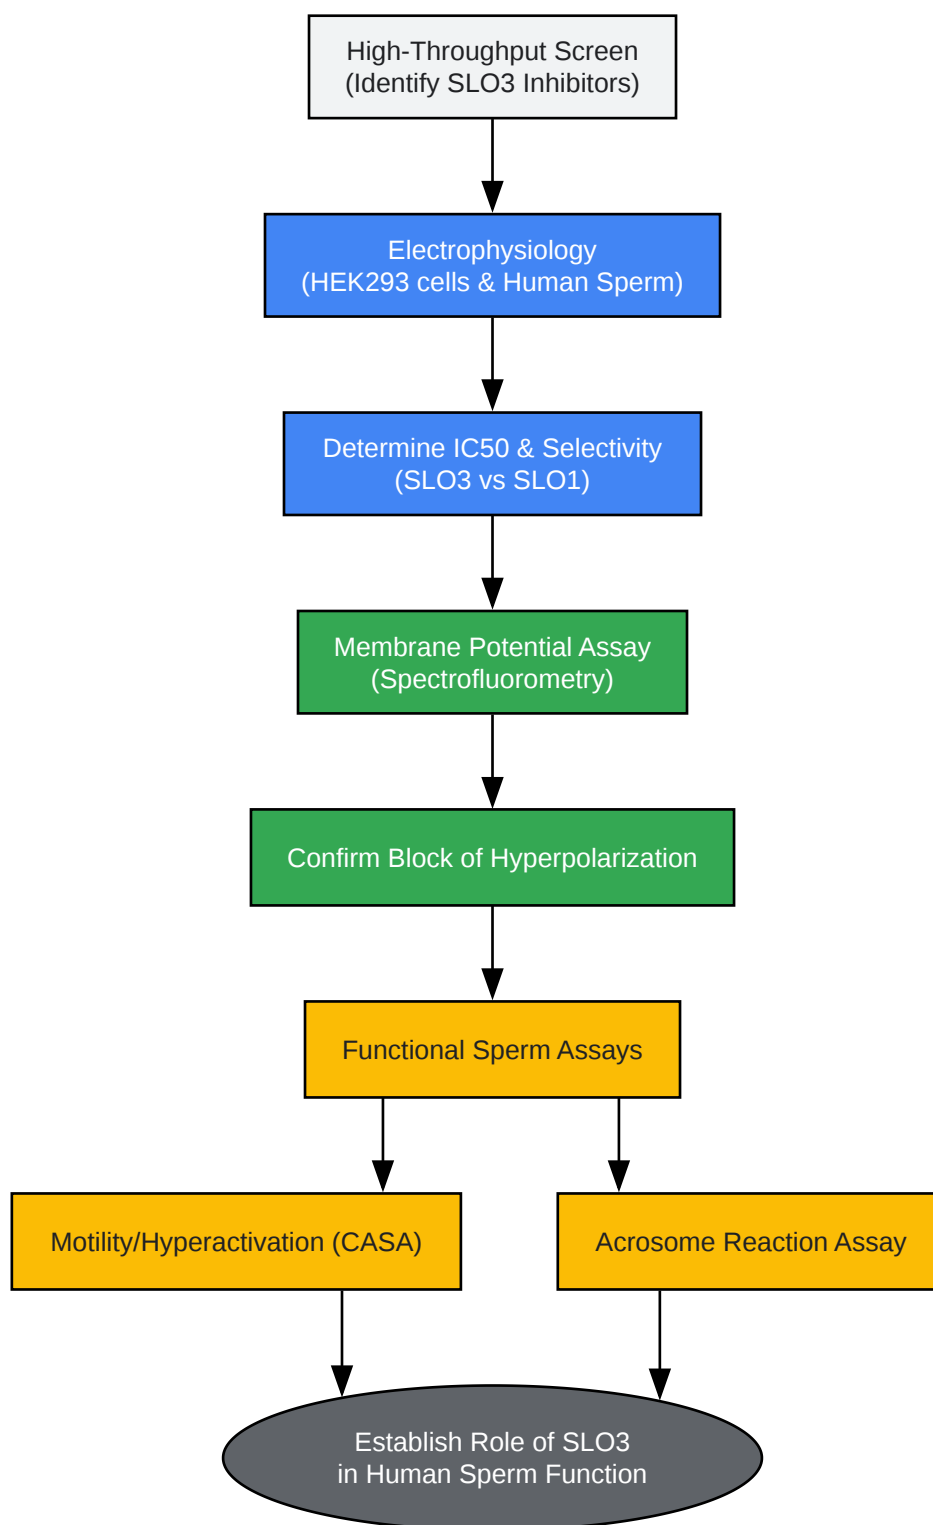 High-Throughput Screen
(Identify SLO3 Inhibitors)
Electrophysiology
(HEK293 cells & Human Sperm)
Determine IC50 & Selectivity
(SLO3 vs SLO1)
Membrane Potential Assay
(Spectrofluorometry)
Confirm Block of Hyperpolarization
Functional Sperm Assays
Motility/Hyperactivation (CASA)
Acrosome Reaction Assay
Establish Role of SLO3
in Human Sperm Function